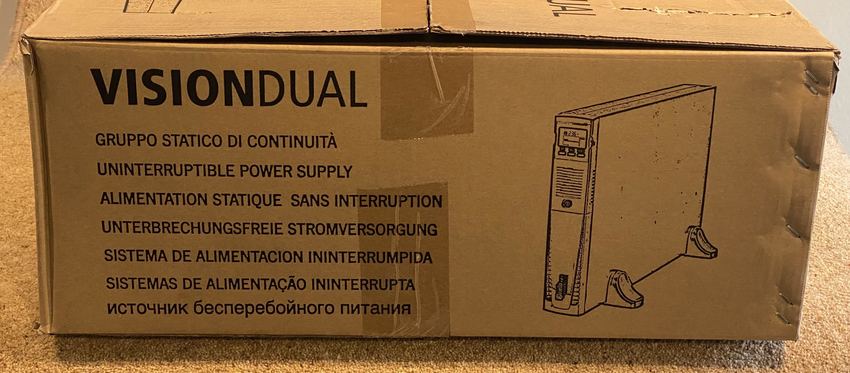 DUAL
VISIONDUAL
GRUPPO STATICO DI CONTINUITÀ
UNINTERRUPTIBLE POWER SUPPLY
ALIMENTATION STATIQUE SANS INTERRUPTION
UNTERBRECHUNGSFREIE STROMVERSORGUNG
SISTEMA DE ALIMENTACION ININTERRUMPIDA
SISTEMAS DE ALIMENTAÇÃO ININTERRUPTA
источник бесперебойного питания